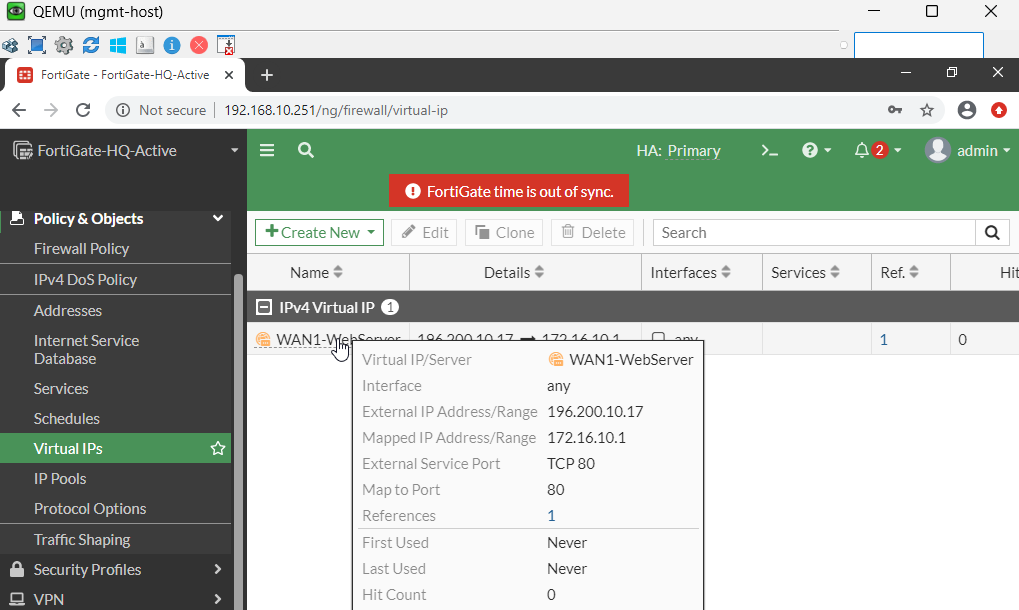 QEMU (mgmt-host)
FortiGate - FortiGate-HQ-Active
Not secure 192.168.10.251/ng/firewall/virtual-ip
FortiGate-HQ-Active
HA: Primary >_ 2 admin
FortiGate time is out of sync.
Policy & Objects
Firewall Policy
IPv4 DoS Policy
Addresses
Internet Service
Database
Services
Schedules
Virtual IPs
IP Pools
Protocol Options
Traffic Shaping
Security Profiles
VPN
Create New Edit Clone Delete Search
Name Details Interfaces Services Ref. Hit
IPv4 Virtual IP 1
WAN1-WebServer 196.200.10.17 172.16.10.1 any 1 0
Virtual IP/Server WAN1-WebServer
Interface any
External IP Address/Range 196.200.10.17
Mapped IP Address/Range 172.16.10.1
External Service Port TCP 80
Map to Port 80
References 1
First Used Never
Last Used Never
Hit Count 0